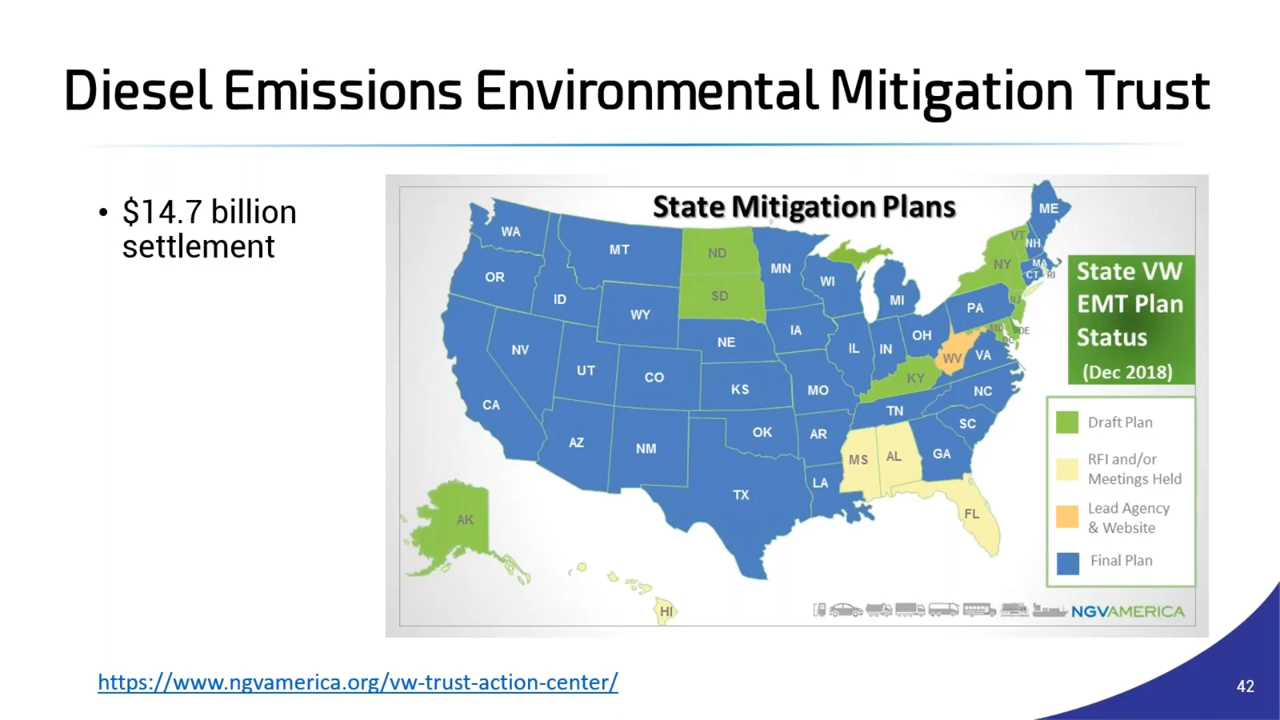 Diesel Emissions Environmental Mitigation Trust
• $14.7 billion
settlement
State Mitigation Plans
WA
OR
CA
ID
NV
MT
WY
UT
AZ
CO
NM
ND
SD
NE
KS
OK
TX
MN
IA
MO
AR
LA
WI
IL
MI
IN
OH
KY
TN
MS
AL
GA
FL
SC
NC
VA
WV
PA
NY
VT
NH
ME
MA
CT
RI
NJ
DE
MD
DC
AK
HI
State VW
EMT Plan
Status
(Dec 2018)
Draft Plan
RFI and/or
Meetings Held
Lead Agency
& Website
Final Plan
NGVAMERICA
https://www.ngvamerica.org/vw-trust-action-center/
42